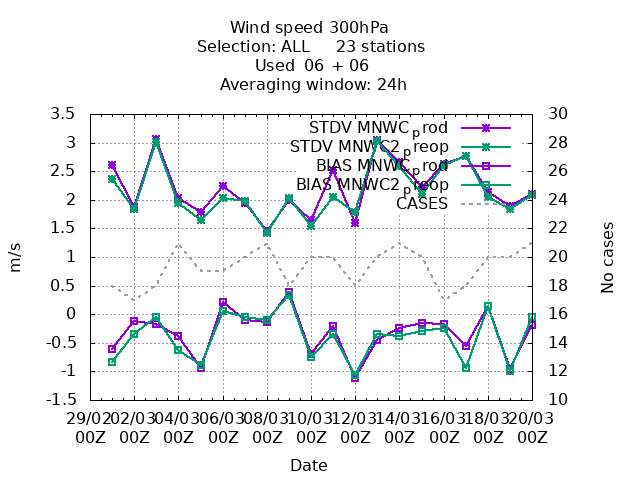 Wind speed 300hPa
Selection: ALL 23 stations
Used 06 + 06
Averaging window: 24h
3.5
3
2.5
2
1.5
1
0.5
0
-0.5
-1
-1.5
30
28
26
24
22
20
18
16
14
12
10
STDV MNWC_prod
STDV MNWC2_preop
BIAS MNWC_prod
BIAS MNWC2_preop
CASES
m/s
No cases
29/02 02/03 04/03 06/03 08/03 10/03 12/03 14/03 16/03 18/03 20/03
00Z 00Z 00Z 00Z 00Z 00Z 00Z 00Z 00Z 00Z 00Z
Date